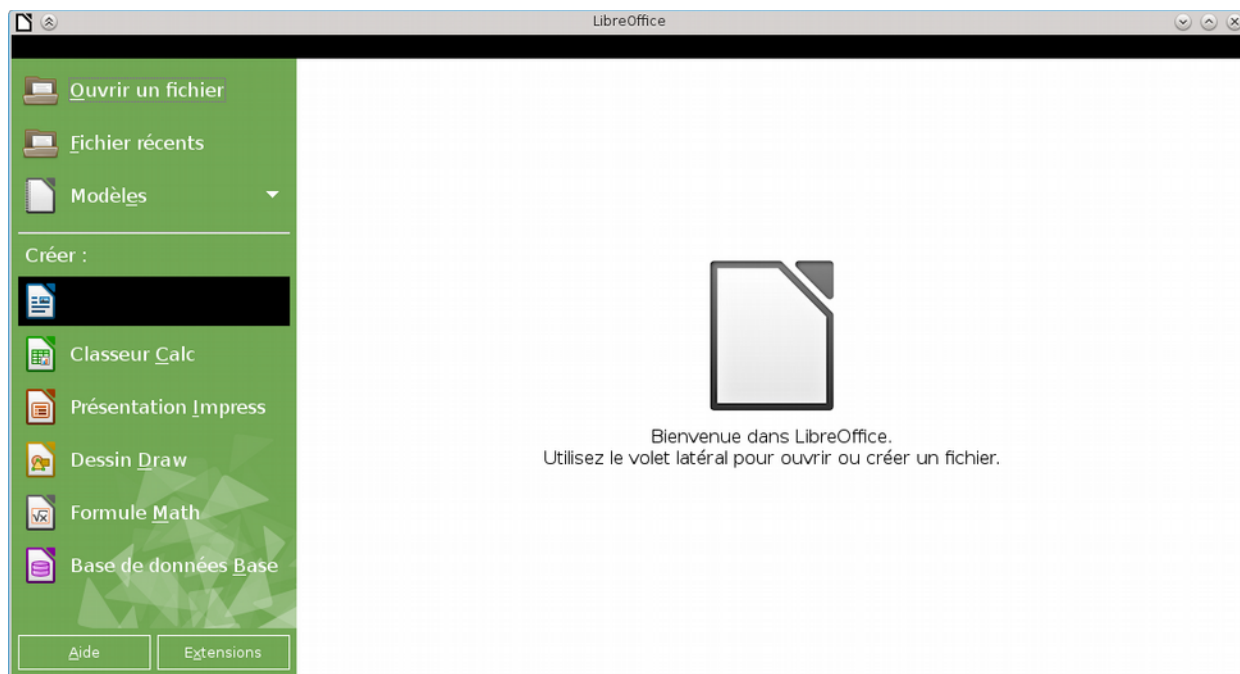 LibreOffice
Ouvrir un fichier
Fichier récents
Modèles
Créer :
Classeur Calc
Présentation Impress
Dessin Draw
Formule Math
Base de données Base
Aide
Extensions
Bienvenue dans LibreOffice.
Utilisez le volet latéral pour ouvrir ou créer un fichier.